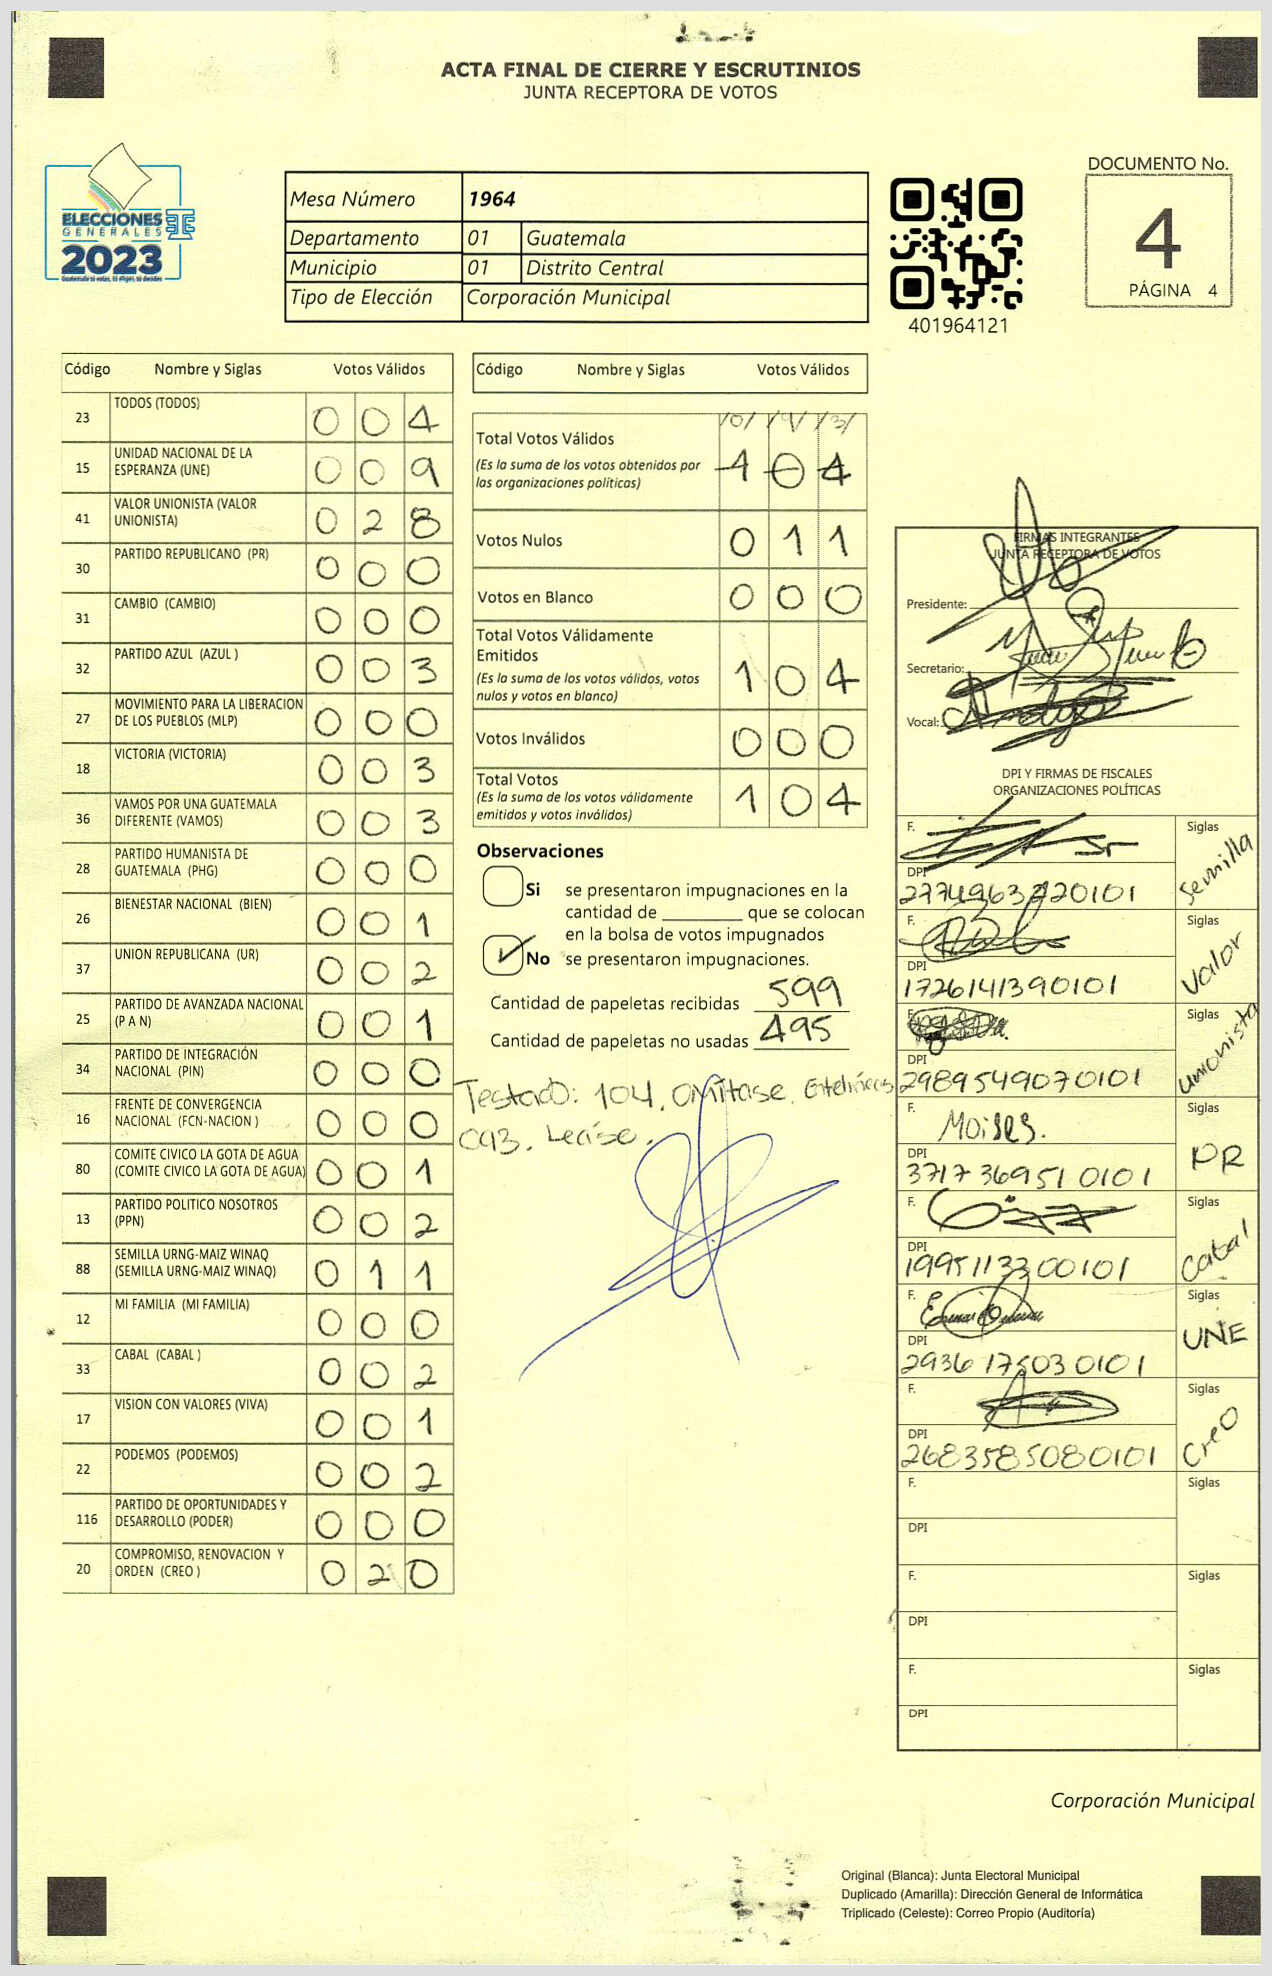 ACTA FINAL DE CIERRE Y ESCRUTINIOS
JUNTA RECEPTORA DE VOTOS
ELECCIONES
GENERALES
2023
Mesa Número 1964
Departamento 01 Guatemala
Municipio 01 Distrito Central
Tipo de Elección Corporación Municipal
401964121
DOCUMENTO No.
4
PÁGINA 4
Código Nombre y Siglas Votos Válidos
23 TODOS (TODOS) 0 0 4
15 UNIDAD NACIONAL DE LA
ESPERANZA (UNE) 0 0 9
41 VALOR UNIONISTA (VALOR
UNIONISTA) 0 2 8
30 PARTIDO REPUBLICANO (PR) 0 0 0
31 CAMBIO (CAMBIO) 0 0 0
32 PARTIDO AZUL (AZUL ) 0 0 3
27 MOVIMIENTO PARA LA LIBERACION
DE LOS PUEBLOS (MLP) 0 0 0
18 VICTORIA (VICTORIA) 0 0 3
36 VAMOS POR UNA GUATEMALA
DIFERENTE (VAMOS) 0 0 3
28 PARTIDO HUMANISTA DE
GUATEMALA (PHG) 0 0 0
26 BIENESTAR NACIONAL (BIEN) 0 0 1
37 UNION REPUBLICANA (UR) 0 0 2
25 PARTIDO DE AVANZADA NACIONAL
(P A N) 0 0 1
34 PARTIDO DE INTEGRACIÓN
NACIONAL (PIN) 0 0 0
16 FRENTE DE CONVERGENCIA
NACIONAL (FCN-NACION ) 0 0 0
80 COMITE CIVICO LA GOTA DE AGUA
(COMITE CIVICO LA GOTA DE AGUA) 0 0 1
13 PARTIDO POLITICO NOSOTROS
(PPN) 0 0 2
88 SEMILLA URNG-MAIZ WINAQ
(SEMILLA URNG-MAIZ WINAQ) 0 1 1
12 MI FAMILIA (MI FAMILIA) 0 0 0
33 CABAL (CABAL ) 0 0 2
17 VISION CON VALORES (VIVA) 0 0 1
22 PODEMOS (PODEMOS) 0 0 2
116 PARTIDO DE OPORTUNIDADES Y
DESARROLLO (PODER) 0 0 0
20 COMPROMISO, RENOVACION Y
ORDEN (CREO ) 0 2 0
Código Nombre y Siglas Votos Válidos
/0/ /9/ /3/
Total Votos Válidos
(Es la suma de los votos obtenidos por
las organizaciones políticas) 1 0 4
Votos Nulos 0 1 1
Votos en Blanco 0 0 0
Total Votos Válidamente
Emitidos
(Es la suma de los votos válidos, votos
nulos y votos en blanco) 1 0 4
Votos Inválidos 0 0 0
Total Votos
(Es la suma de los votos válidamente
emitidos y votos inválidos) 1 0 4
Observaciones
Si se presentaron impugnaciones en la
cantidad de ________ que se colocan
en la bolsa de votos impugnados
No se presentaron impugnaciones.
Cantidad de papeletas recibidas 599
Cantidad de papeletas no usadas 495
Testado: 104, omitase.
093. Lease.
FIRMAS INTEGRANTES
JUNTA RECEPTORA DE VOTOS
Presidente:
Secretario:
Vocal:
DPI Y FIRMAS DE FISCALES
ORGANIZACIONES POLÍTICAS
F. Siglas Semilla
DPI
F. Siglas Valor
DPI 1726141390101
F. Siglas Unionista
DPI 2989549070101
F. Moises. Siglas PR
DPI 3717369510101
F. Siglas Cabal
DPI 1995113300101
F. Siglas UNE
DPI 2936175030101
F. Siglas Creo
DPI 2683585080101
F. Siglas
DPI
F. Siglas
DPI
F. Siglas
DPI
Corporación Municipal
Original (Blanca): Junta Electoral Municipal
Duplicado (Amarilla): Dirección General de Informática
Triplicado (Celeste): Correo Propio (Auditoría)